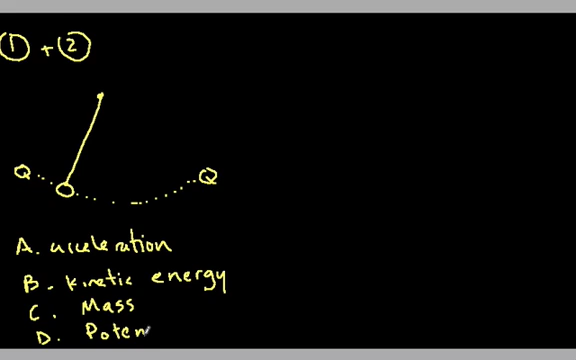 ① + ②
Q Q
A. acceleration
B. kinetic energy
C. Mass
D. Poten